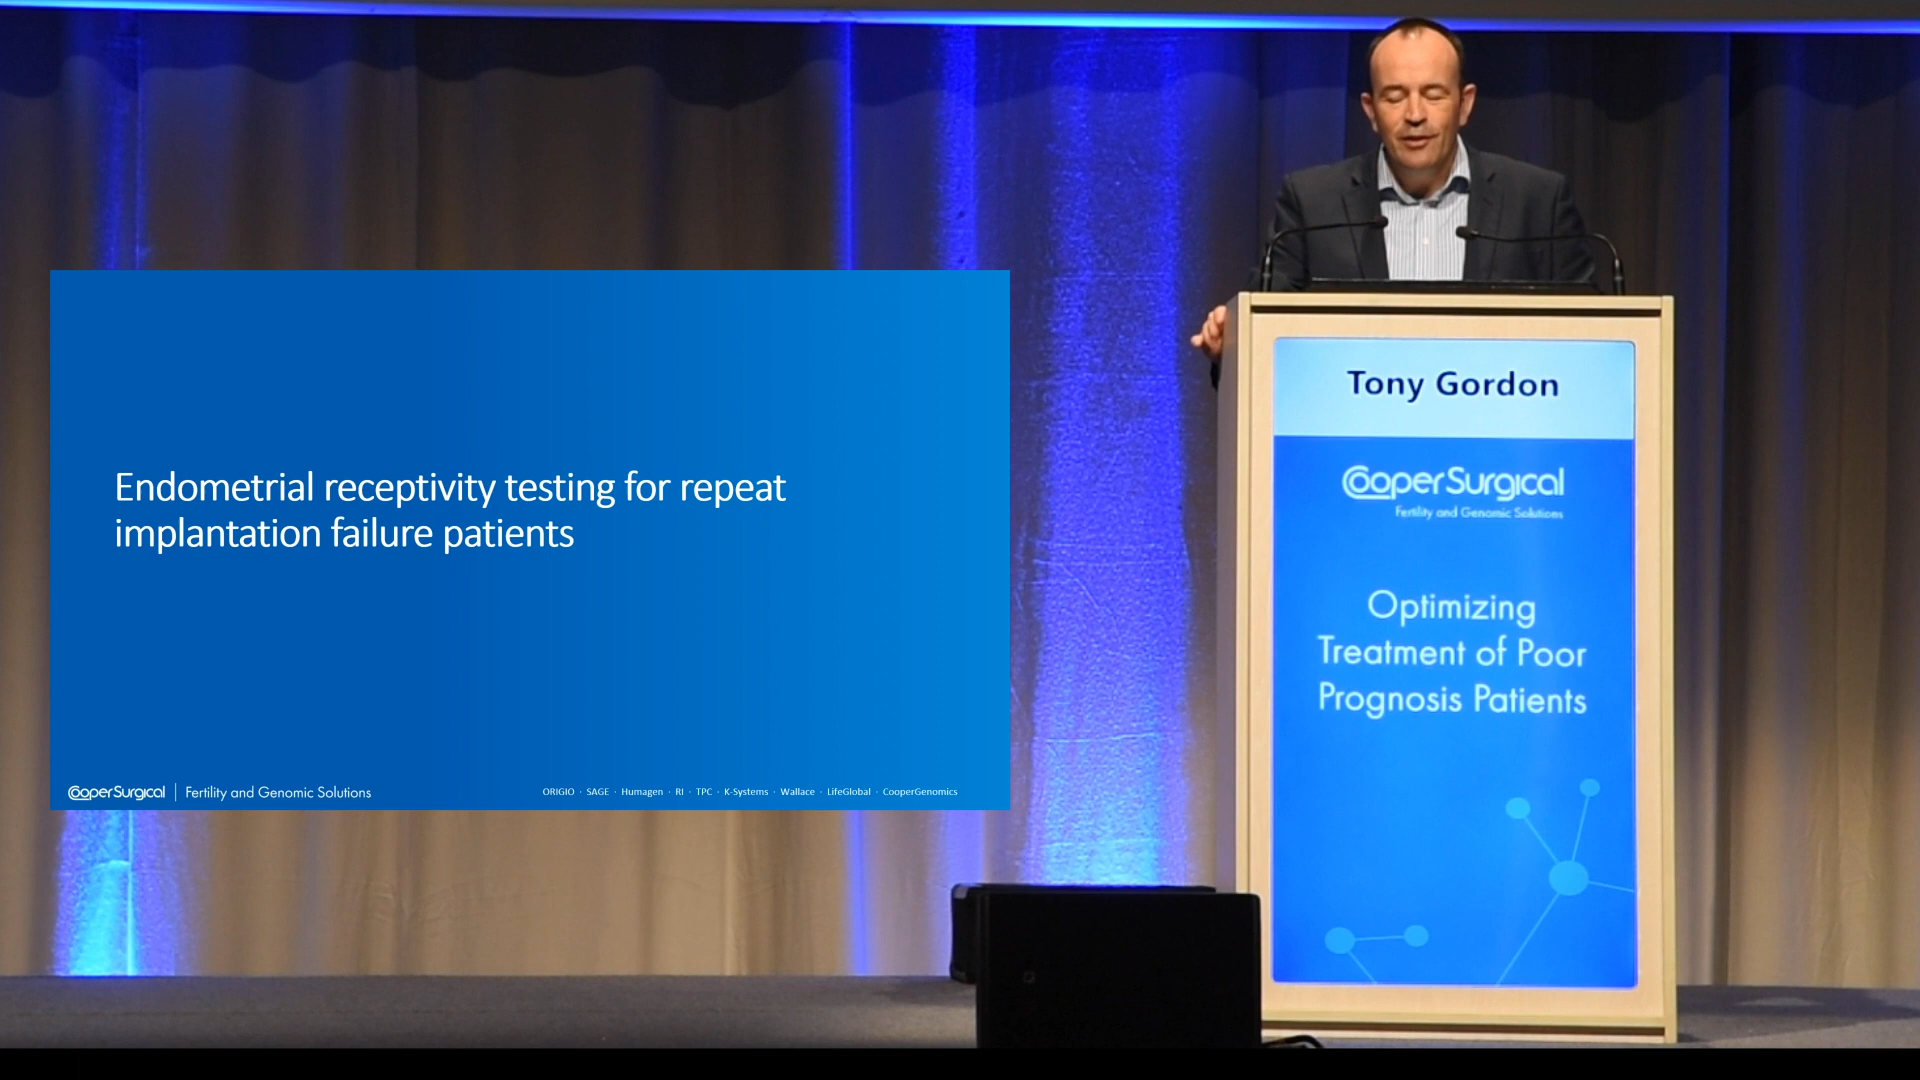 Endometrial receptivity testing for repeat
implantation failure patients
CooperSurgical | Fertility and Genomic Solutions
ORIGIO · SAGE · Humagen · RI · TPC · K-Systems · Wallace · LifeGlobal · CooperGenomics
Tony Gordon
CooperSurgical
Fertility and Genomic Solutions
Optimizing
Treatment of Poor
Prognosis Patients